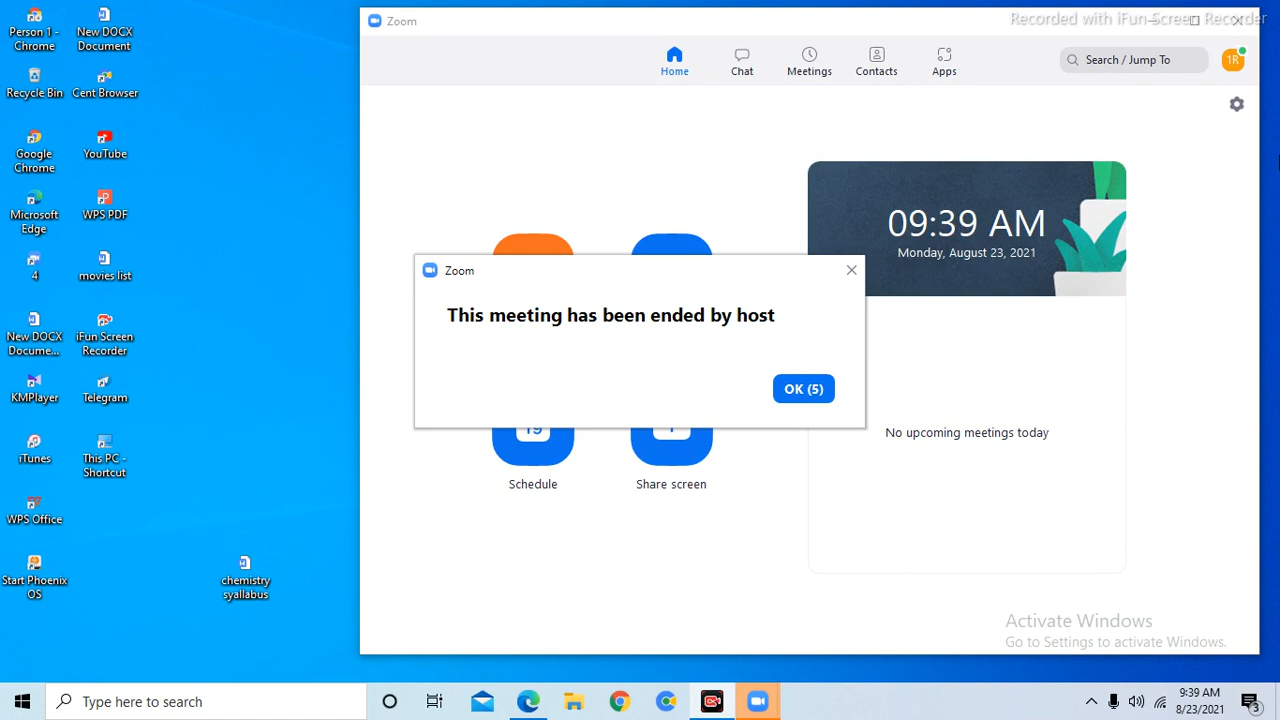 Person 1 -
Chrome
New DOCX
Document
Recycle Bin
Cent Browser
Google
Chrome
YouTube
Microsoft
Edge
WPS PDF
4
movies list
New DOCX
Docume...
iFun Screen
Recorder
KMPlayer
Telegram
iTunes
This PC -
Shortcut
WPS Office
Start Phoenix
OS
chemistry
syallabus
Zoom
Recorded with iFun Screen Recorder
Home
Chat
Meetings
Contacts
Apps
Search / Jump To
1R
09:39 AM
Monday, August 23, 2021
Zoom
This meeting has been ended by host
OK (5)
19
No upcoming meetings today
Schedule
Share screen
Activate Windows
Go to Settings to activate Windows.
Type here to search
9:39 AM
8/23/2021
3